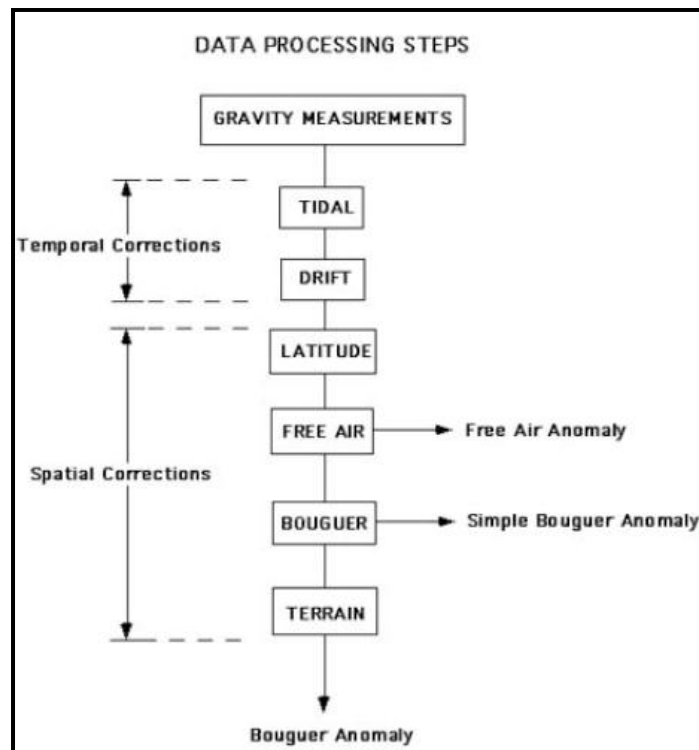 DATA PROCESSING STEPS
GRAVITY MEASUREMENTS
TIDAL
Temporal Corrections
DRIFT
LATITUDE
FREE AIR
Free Air Anomaly
Spatial Corrections
BOUGUER
Simple Bouguer Anomaly
TERRAIN
Bouguer Anomaly